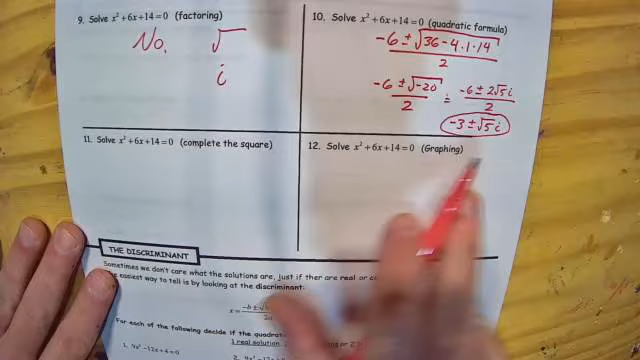 9. Solve x²+6x+14=0 (factoring)
No. √
i
10. Solve x²+6x+14=0 (quadratic formula)
-6 ± √36-4·1·14
2
-6 ± √-20 = -6 ± 2√5 i
2 2
-3 ± √5 i
11. Solve x²+6x+14=0 (complete the square)
12. Solve x²+6x+14=0 (Graphing)
THE DISCRIMINANT
Sometimes we don't care what the solutions are, just if ther are real or
easiest way to tell is by looking at the discriminant:
x= -b ±
For each of the following decide if the
1 real solution,
1. 9x²-12x+4=0
2.